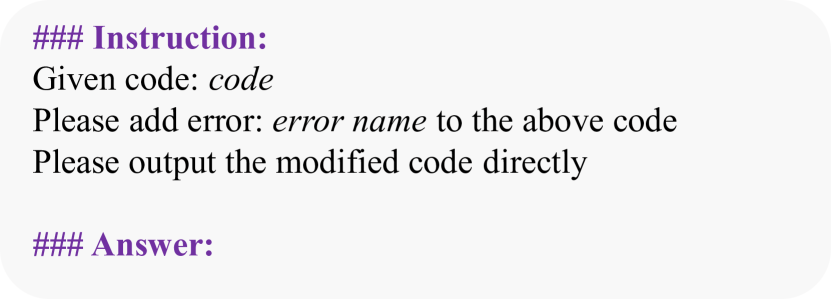 ### Instruction:
Given code: code
Please add error: error name to the above code
Please output the modified code directly
### Answer: